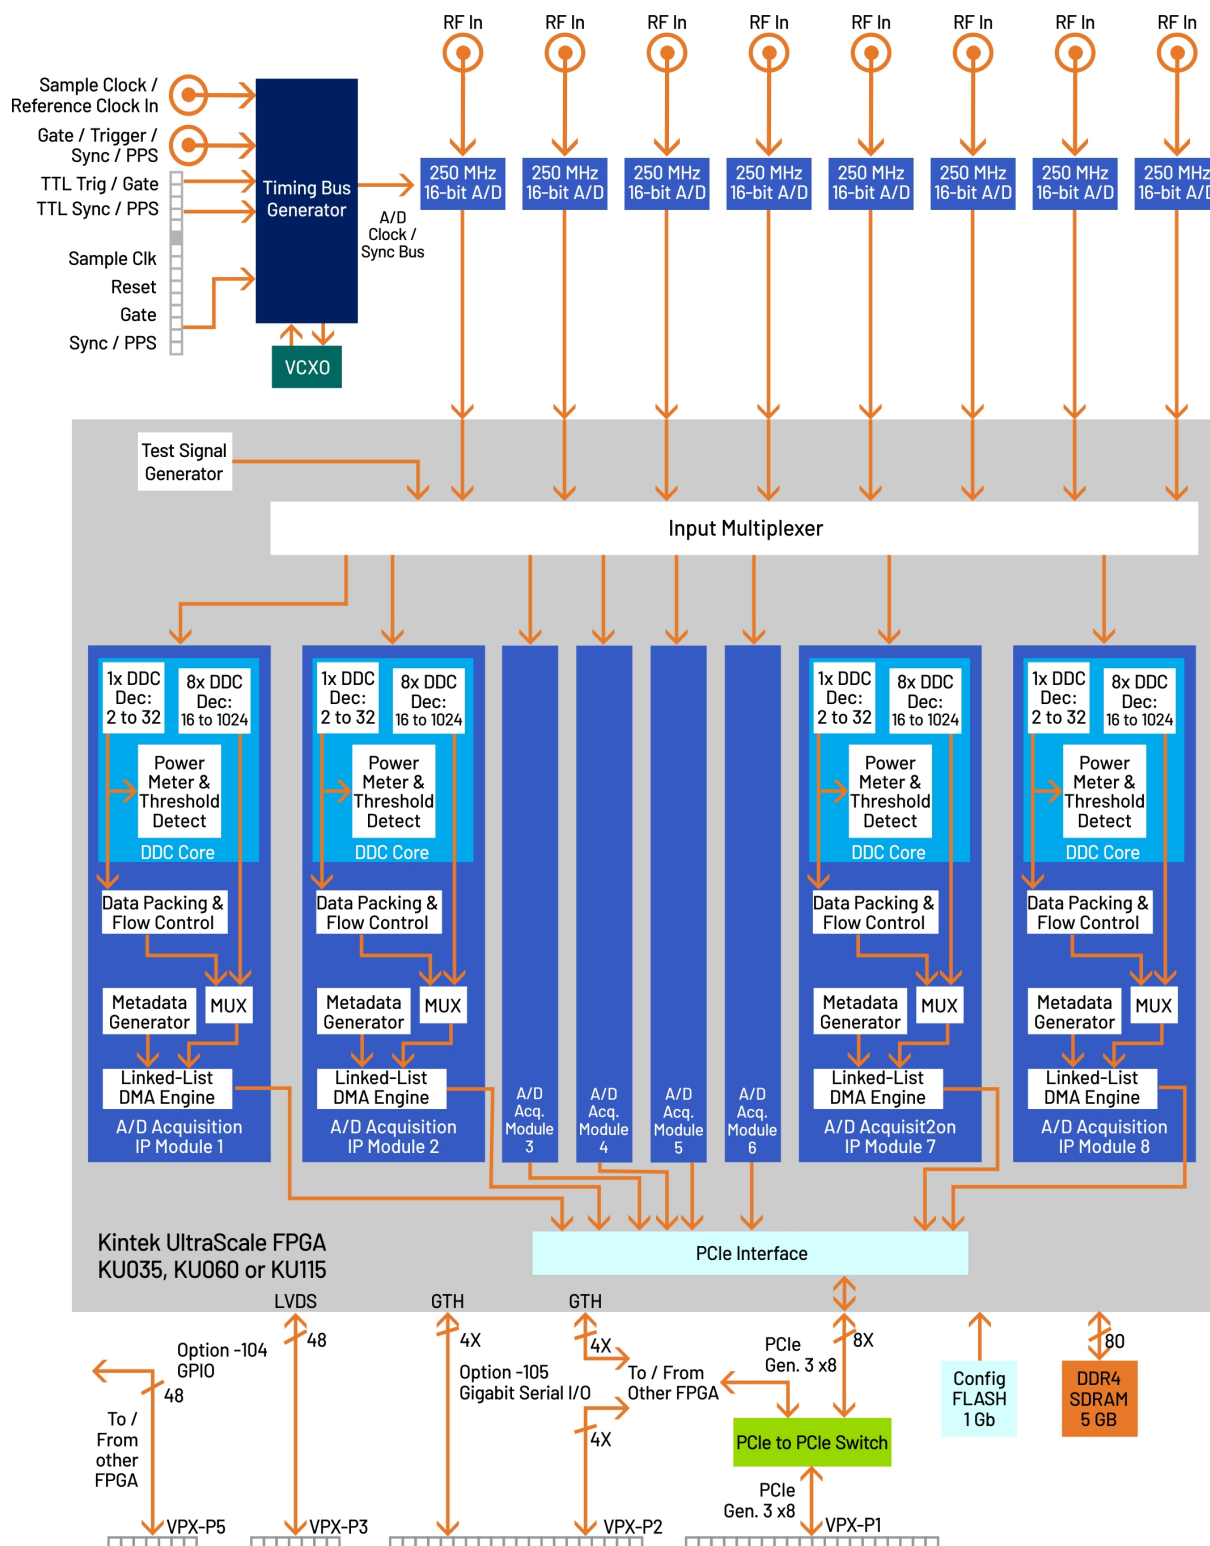 RF In
RF In
RF In
RF In
RF In
RF In
RF In
RF In
Sample Clock /
Reference Clock In
Gate / Trigger /
Sync / PPS
TTL Trig / Gate
TTL Sync / PPS
Sample Clk
Reset
Gate
Sync / PPS
Timing Bus
Generator
VCXO
A/D
Clock /
Sync Bus
250 MHz
16-bit A/D
250 MHz
16-bit A/D
250 MHz
16-bit A/D
250 MHz
16-bit A/D
250 MHz
16-bit A/D
250 MHz
16-bit A/D
250 MHz
16-bit A/D
250 MHz
16-bit A/D
Test Signal
Generator
Input Multiplexer
1x DDC
Dec:
2 to 32
8x DDC
Dec:
16 to 1024
Power
Meter &
Threshold
Detect
DDC Core
Data Packing &
Flow Control
Metadata
Generator
MUX
Linked-List
DMA Engine
A/D Acquisition
IP Module 1
1x DDC
Dec:
2 to 32
8x DDC
Dec:
16 to 1024
Power
Meter &
Threshold
Detect
DDC Core
Data Packing &
Flow Control
Metadata
Generator
MUX
Linked-List
DMA Engine
A/D Acquisition
IP Module 2
A/D
Acq.
Module
3
A/D
Acq.
Module
4
A/D
Acq.
Module
5
A/D
Acq.
Module
6
1x DDC
Dec:
2 to 32
8x DDC
Dec:
16 to 1024
Power
Meter &
Threshold
Detect
DDC Core
Data Packing &
Flow Control
Metadata
Generator
MUX
Linked-List
DMA Engine
A/D Acquisit2on
IP Module 7
1x DDC
Dec:
2 to 32
8x DDC
Dec:
16 to 1024
Power
Meter &
Threshold
Detect
DDC Core
Data Packing &
Flow Control
Metadata
Generator
MUX
Linked-List
DMA Engine
A/D Acquisition
IP Module 8
Kintek UltraScale FPGA
KU035, KU060 or KU115
PCIe Interface
LVDS
GTH
GTH
48
4X
4X
8X
80
Option -104
GPIO
48
To /
From
other
FPGA
Option -105
Gigabit Serial I/O
To / From
Other FPGA
4X
PCIe
Gen. 3 x8
Config
FLASH
1 Gb
DDR4
SDRAM
5 GB
PCIe to PCIe Switch
PCIe
Gen. 3 x8
VPX-P5
VPX-P3
VPX-P2
VPX-P1